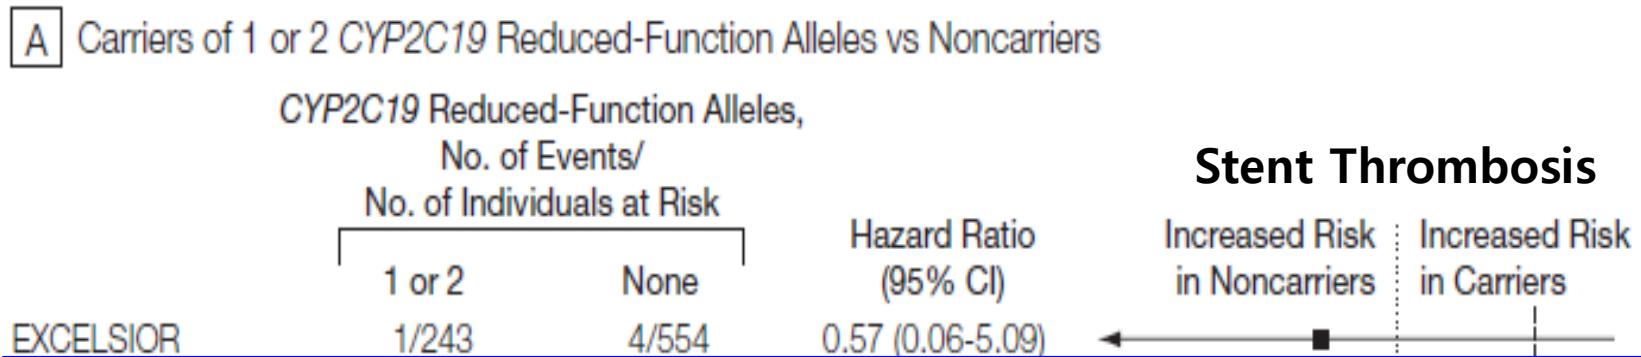 A Carriers of 1 or 2 CYP2C19 Reduced-Function Alleles vs Noncarriers
CYP2C19 Reduced-Function Alleles,
No. of Events/
No. of Individuals at Risk
Stent Thrombosis
Hazard Ratio
(95% CI)
Increased Risk
in Noncarriers
Increased Risk
in Carriers
1 or 2 None
EXCELSIOR 1/243 4/554 0.57 (0.06-5.09)